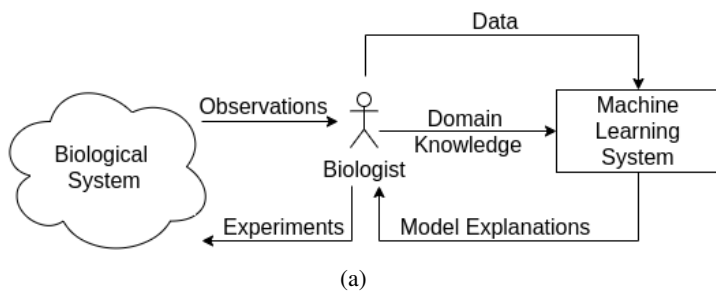 Data
Observations
Domain
Knowledge
Machine
Learning
System
Biological
System
Biologist
Experiments
Model Explanations
(a)